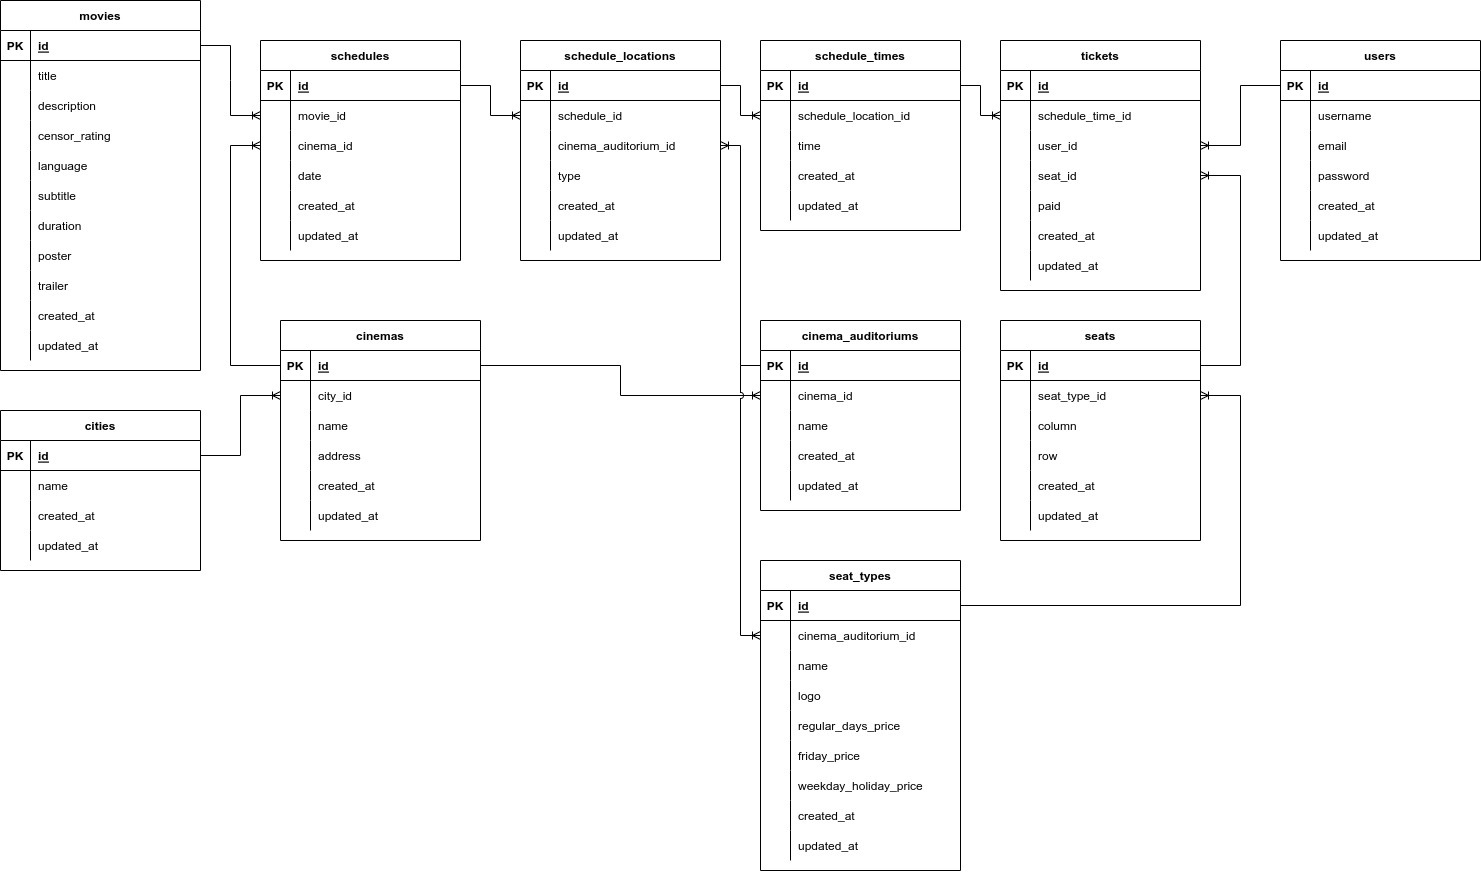 movies
PK id
title
description
censor_rating
language
subtitle
duration
poster
trailer
created_at
updated_at
schedules
PK id
movie_id
cinema_id
date
created_at
updated_at
schedule_locations
PK id
schedule_id
cinema_auditorium_id
type
created_at
updated_at
schedule_times
PK id
schedule_location_id
time
created_at
updated_at
tickets
PK id
schedule_time_id
user_id
seat_id
paid
created_at
updated_at
users
PK id
username
email
password
created_at
updated_at
cities
PK id
name
created_at
updated_at
cinemas
PK id
city_id
name
address
created_at
updated_at
cinema_auditoriums
PK id
cinema_id
name
created_at
updated_at
seats
PK id
seat_type_id
column
row
created_at
updated_at
seat_types
PK id
cinema_auditorium_id
name
logo
regular_days_price
friday_price
weekday_holiday_price
created_at
updated_at